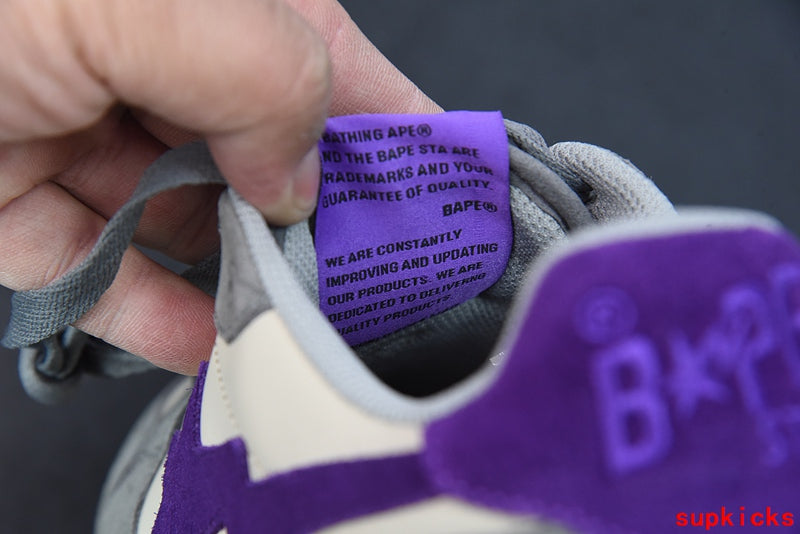 BATHING APE®
AND THE BAPE STA ARE
TRADEMARKS AND YOUR
GUARANTEE OF QUALITY.
BAPE®
WE ARE CONSTANTLY
IMPROVING AND UPDATING
OUR PRODUCTS. WE ARE
DEDICATED TO DELIVERNG
QUALITY PRODUCTS.
B★
supkicks